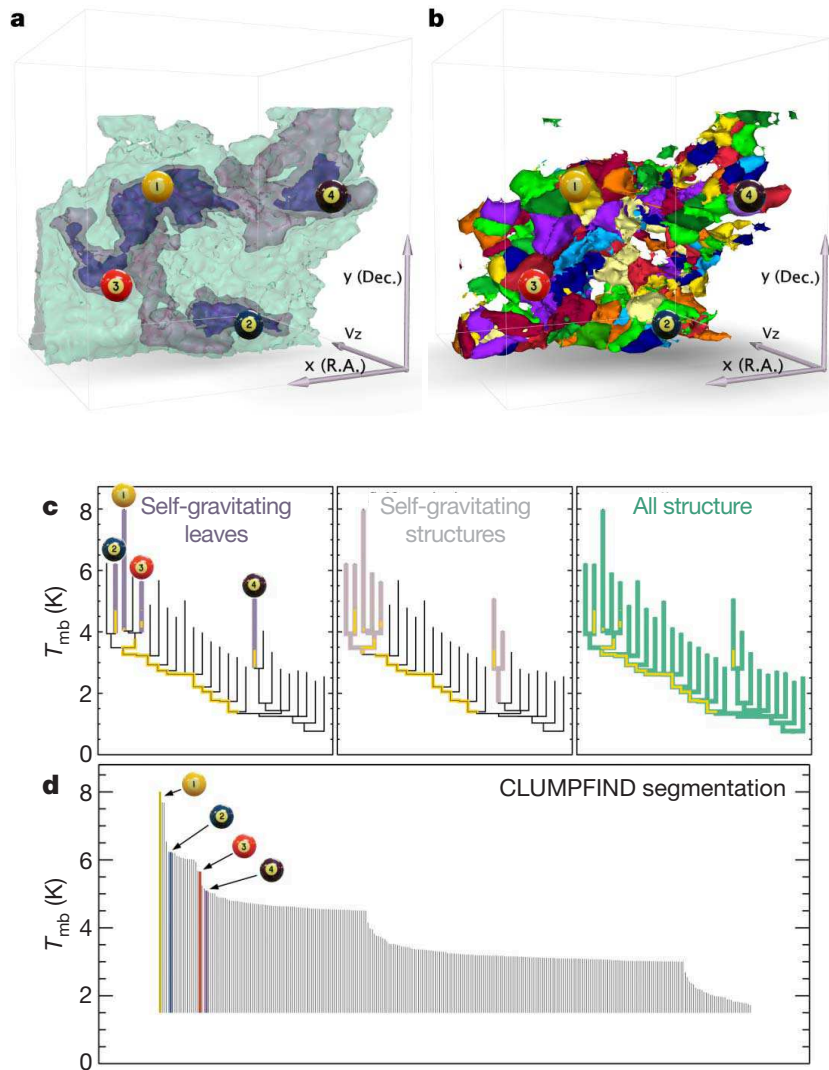 a
b
1
4
3
2
y (Dec.)
Vz
x (R.A.)
1
4
3
2
y (Dec.)
Vz
x (R.A.)
c
8
6
4
2
0
Tmb (K)
1
2
3
4
Self-gravitating
leaves
Self-gravitating
structures
All structure
d
CLUMPFIND segmentation
8
6
4
2
0
Tmb (K)
1
2
3
4